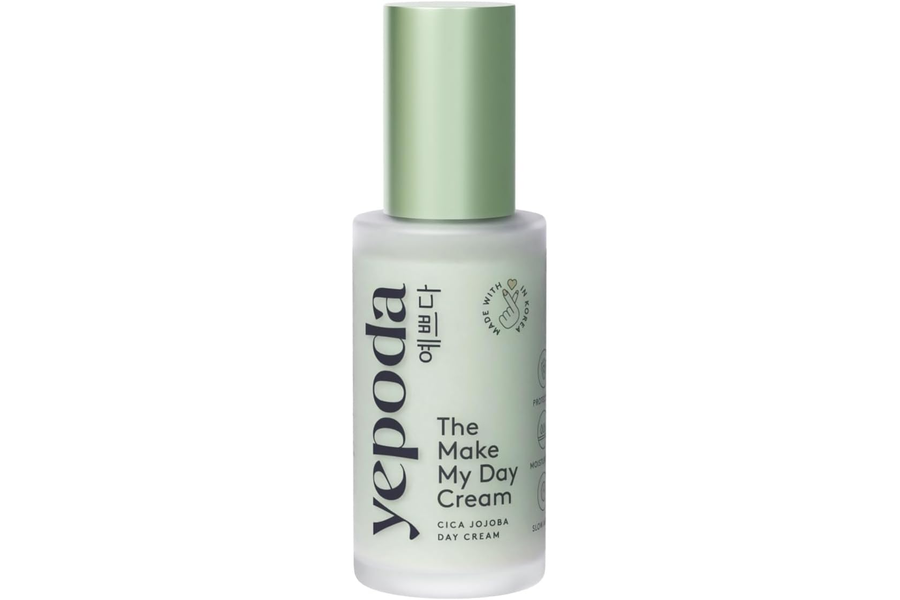 yepoda
예쁘다
MADE WITH IN KOREA
The
Make
My Day
Cream
CICA JOJOBA
DAY CREAM